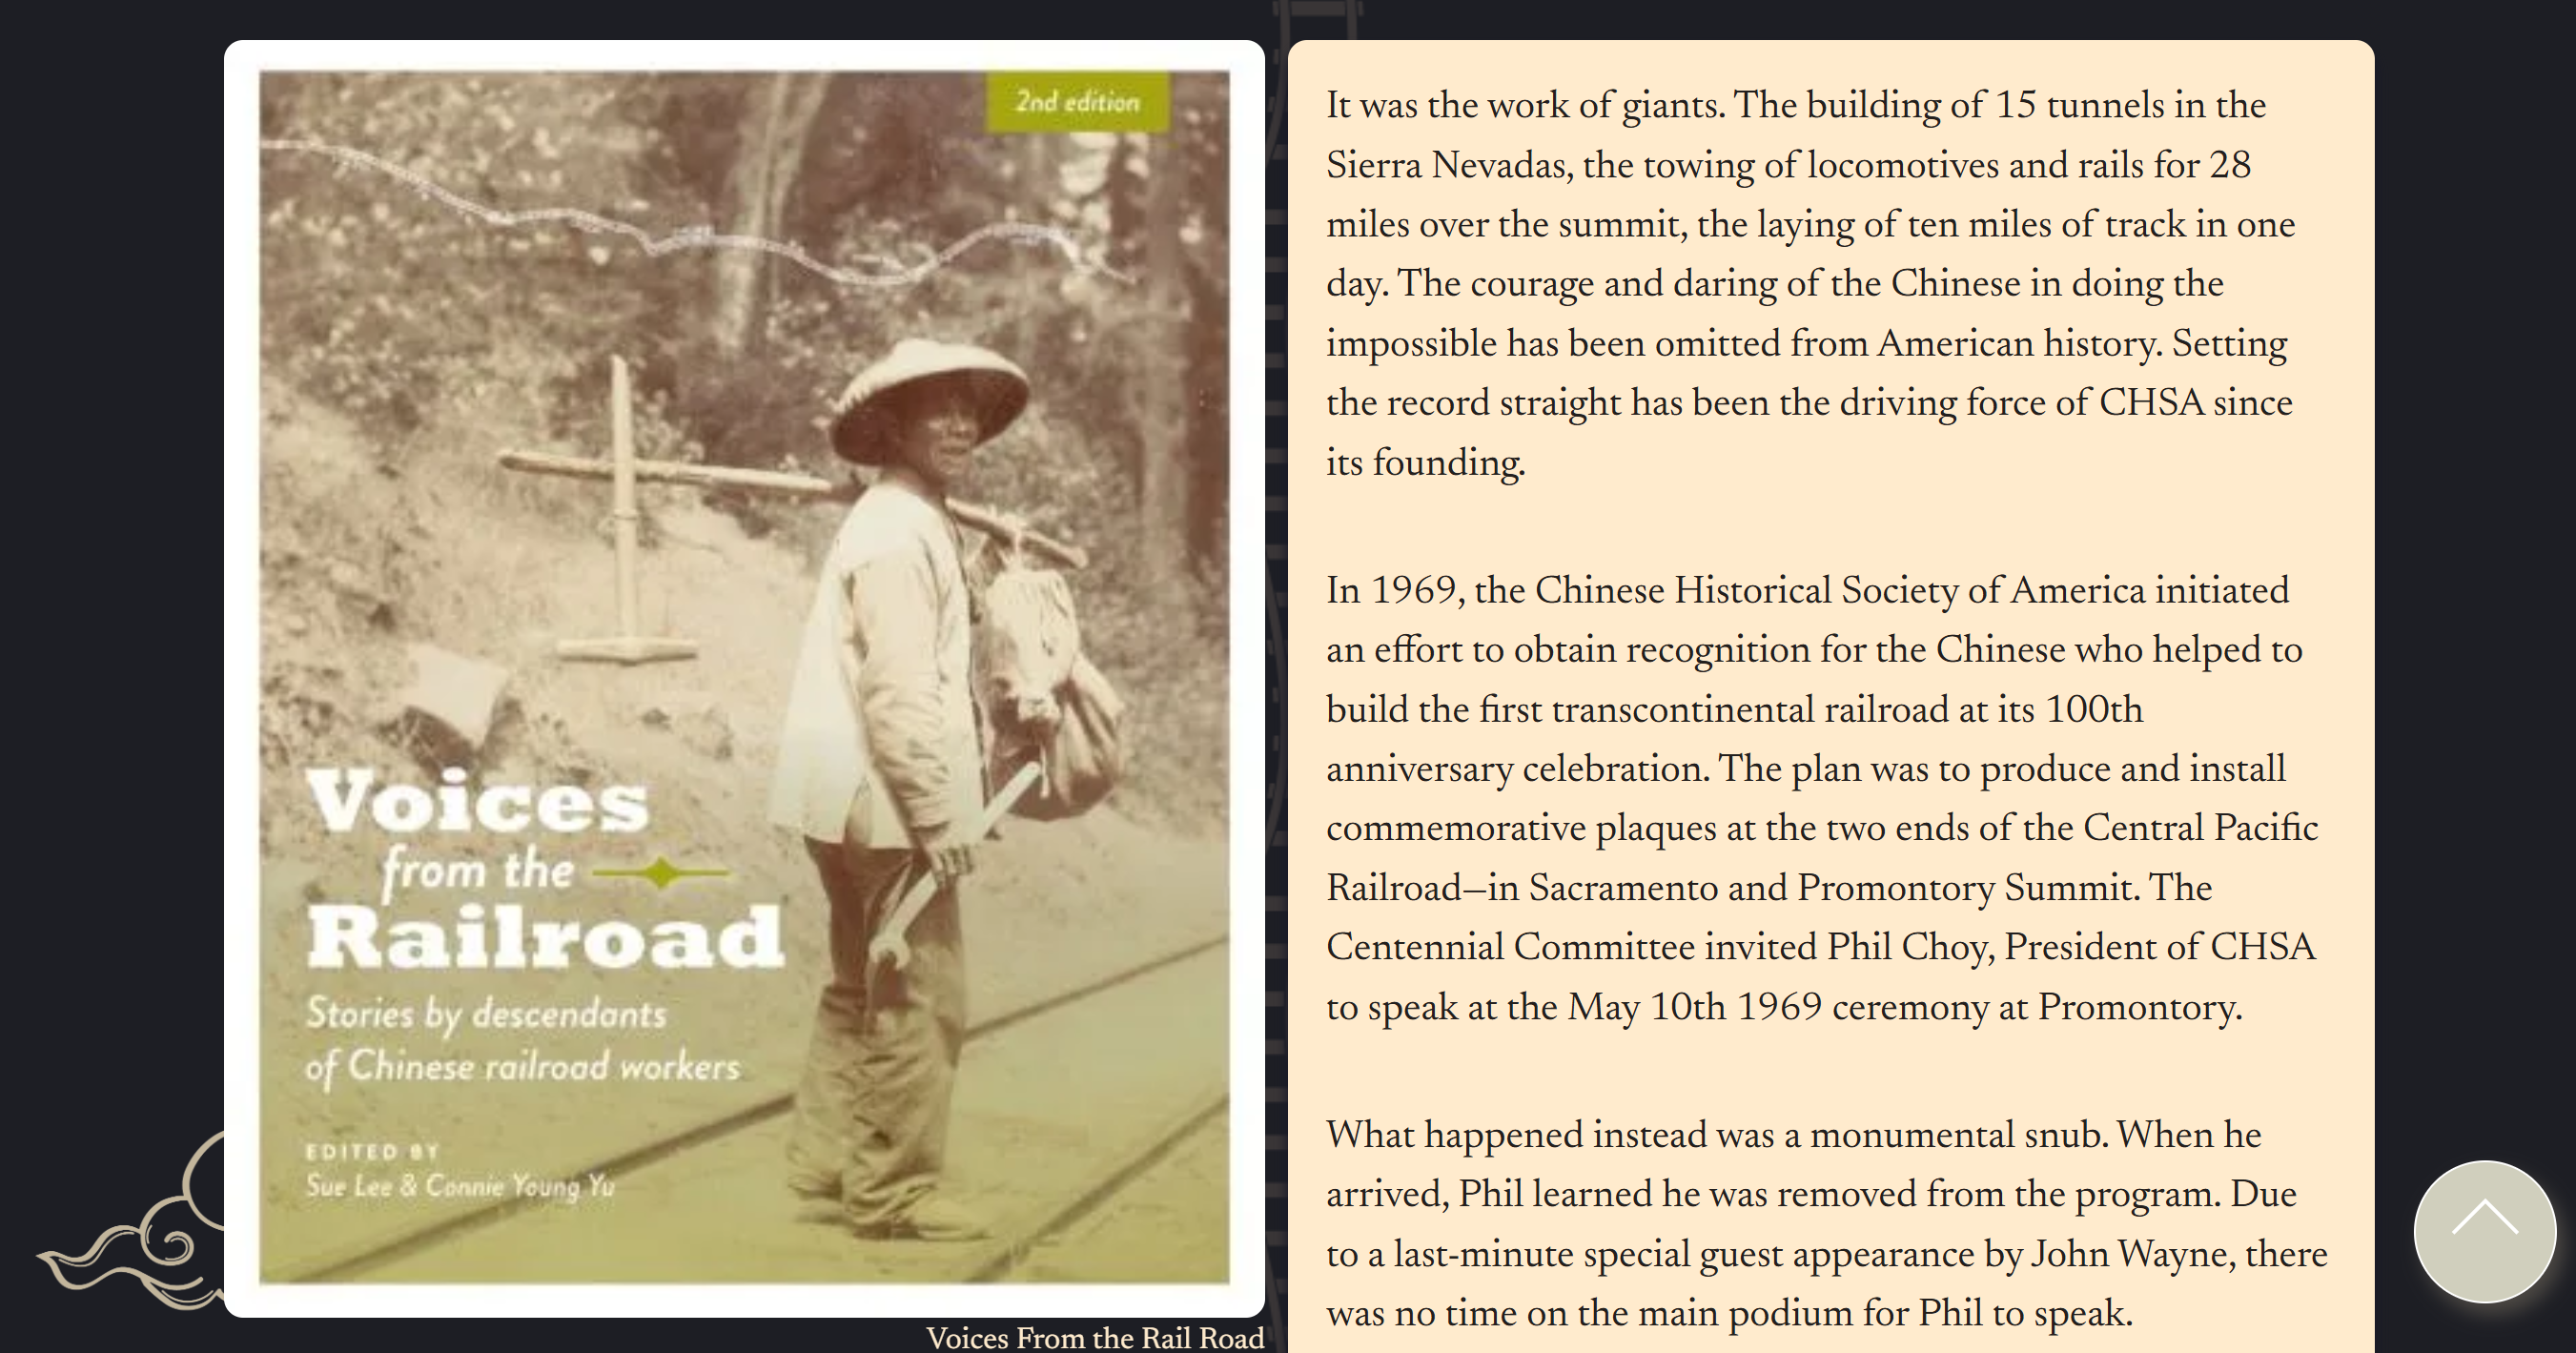 2nd edition
Voices
from the
Railroad
Stories by descendants
of Chinese railroad workers
EDITED BY
Sue Lee & Connie Young Yu
Voices From the Rail Road
It was the work of giants. The building of 15 tunnels in the
Sierra Nevadas, the towing of locomotives and rails for 28
miles over the summit, the laying of ten miles of track in one
day. The courage and daring of the Chinese in doing the
impossible has been omitted from American history. Setting
the record straight has been the driving force of CHSA since
its founding.
In 1969, the Chinese Historical Society of America initiated
an effort to obtain recognition for the Chinese who helped to
build the first transcontinental railroad at its 100th
anniversary celebration. The plan was to produce and install
commemorative plaques at the two ends of the Central Pacific
Railroad—in Sacramento and Promontory Summit. The
Centennial Committee invited Phil Choy, President of CHSA
to speak at the May 10th 1969 ceremony at Promontory.
What happened instead was a monumental snub. When he
arrived, Phil learned he was removed from the program. Due
to a last-minute special guest appearance by John Wayne, there
was no time on the main podium for Phil to speak.